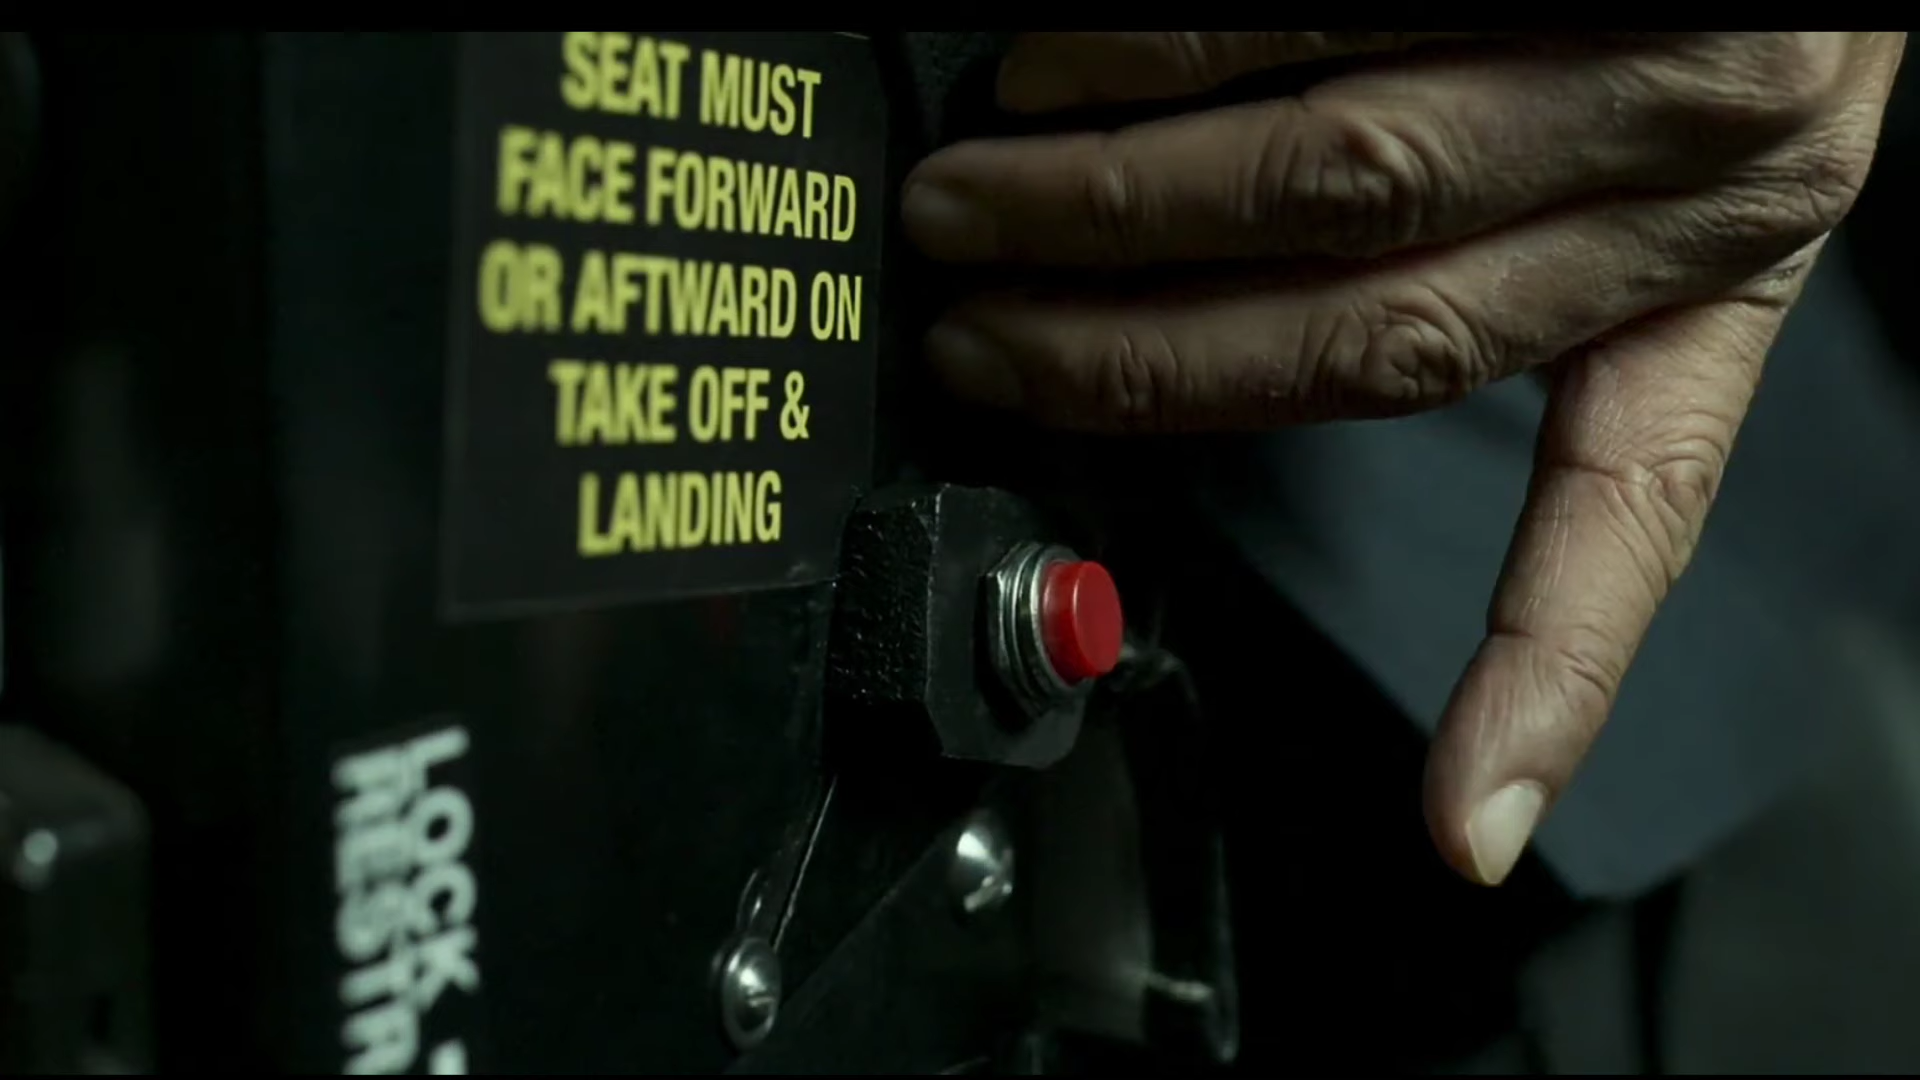 SEAT MUST
FACE FORWARD
OR AFTWARD ON
TAKE OFF &
LANDING
LOCK